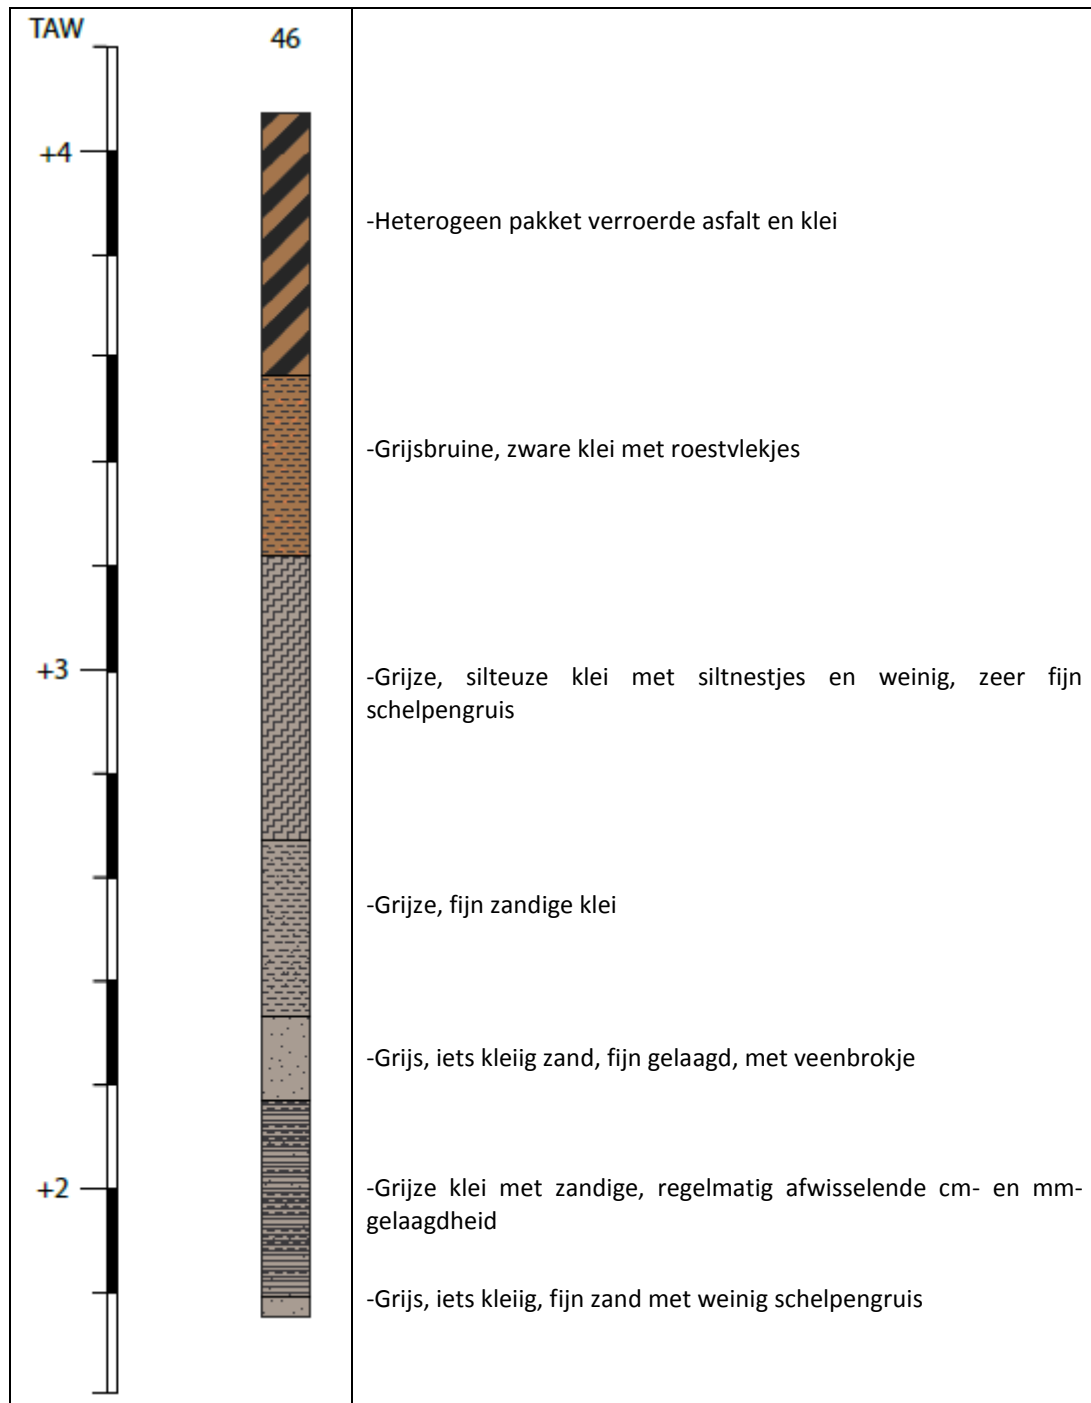 TAW
46
+4
-Heterogeen pakket verroerde asfalt en klei
-Grijsbruine, zware klei met roestvlekjes
+3
-Grijze, silteuze klei met siltnestjes en weinig, zeer fijn
schelpengruis
-Grijze, fijn zandige klei
-Grijs, iets kleiig zand, fijn gelaagd, met veenbrokje
+2
-Grijze klei met zandige, regelmatig afwisselende cm- en mm-
gelaagdheid
-Grijs, iets kleiig, fijn zand met weinig schelpengruis